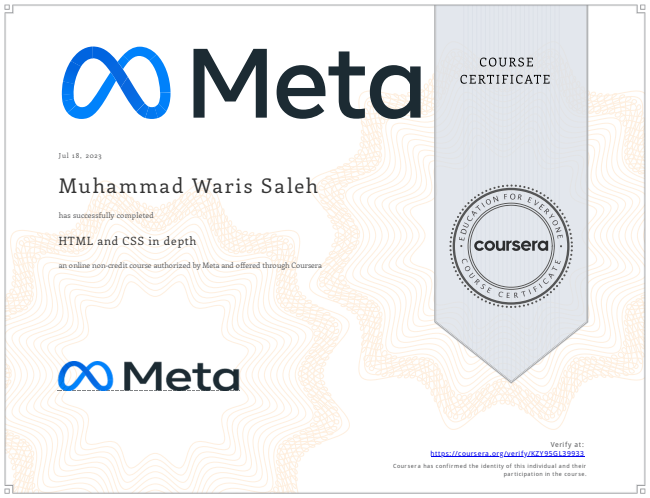 Meta
COURSE
CERTIFICATE
Jul 18, 2023
Muhammad Waris Saleh
has successfully completed
HTML and CSS in depth
an online non-credit course authorized by Meta and offered through Coursera
EDUCATION FOR EVERYONE
coursera
COURSE CERTIFICATE
Meta
Verify at:
https://coursera.org/verify/KZY95GL39933
Coursera has confirmed the identity of this individual and their
participation in the course.